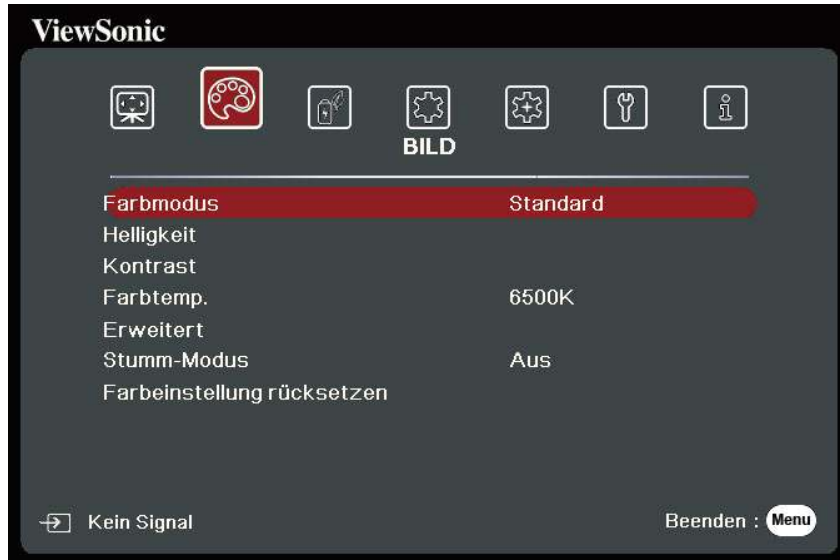 ViewSonic
BILD
Farbmodus Standard
Helligkeit
Kontrast
Farbtemp. 6500K
Erweitert
Stumm-Modus Aus
Farbeinstellung rücksetzen
Kein Signal Beenden : Menu